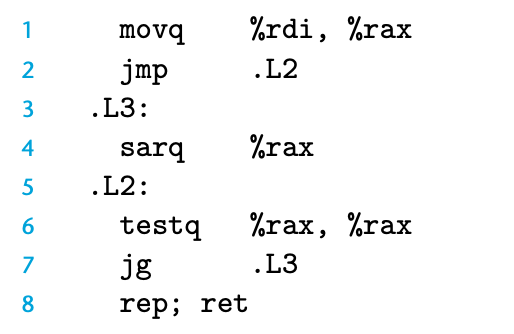 1 movq %rdi, %rax
2 jmp .L2
3 .L3:
4 sarq %rax
5 .L2:
6 testq %rax, %rax
7 jg .L3
8 rep; ret